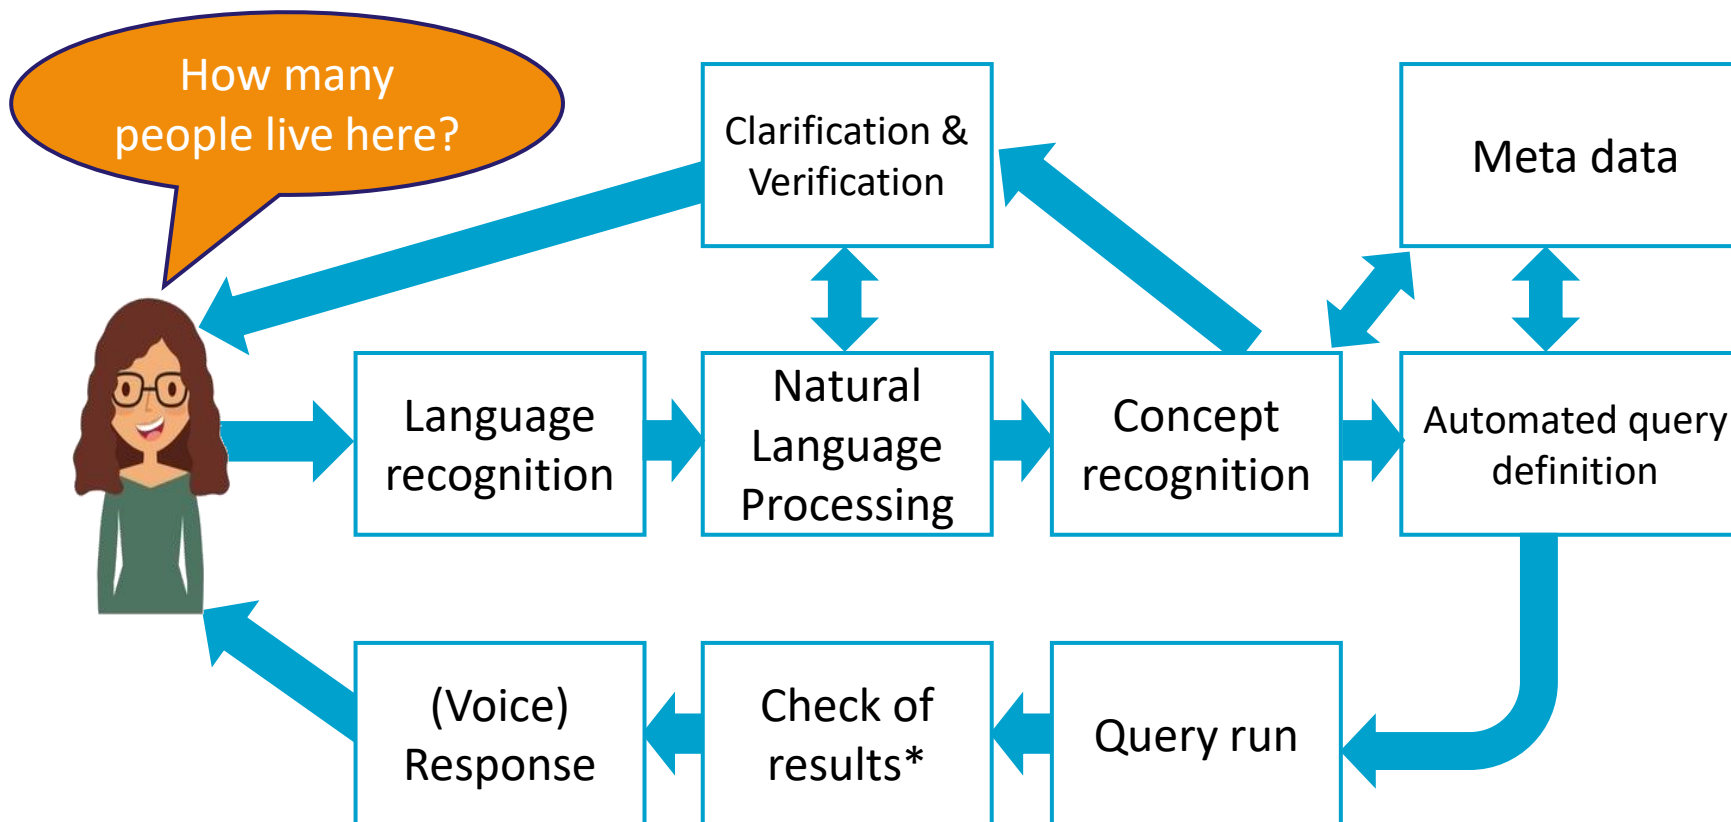 How many
people live here?
Clarification &
Verification
Meta data
Language
recognition
Natural
Language
Processing
Concept
recognition
Automated query
definition
(Voice)
Response
Check of
results*
Query run